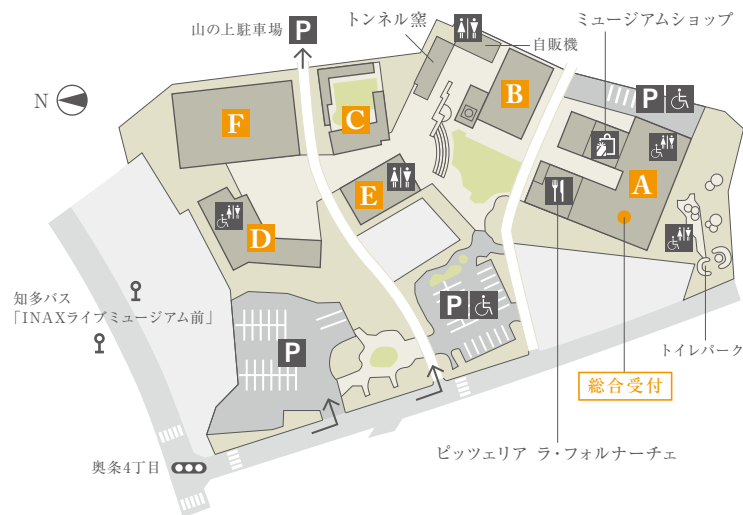 トンネル窯
ミュージアムショップ
山の上駐車場
P
自販機
N
B
P
F
C
A
E
D
知多バス
「INAXライブミュージアム前」
P
P
トイレパーク
総合受付
ピッツェリア ラ・フォルナーチェ
奥条4丁目